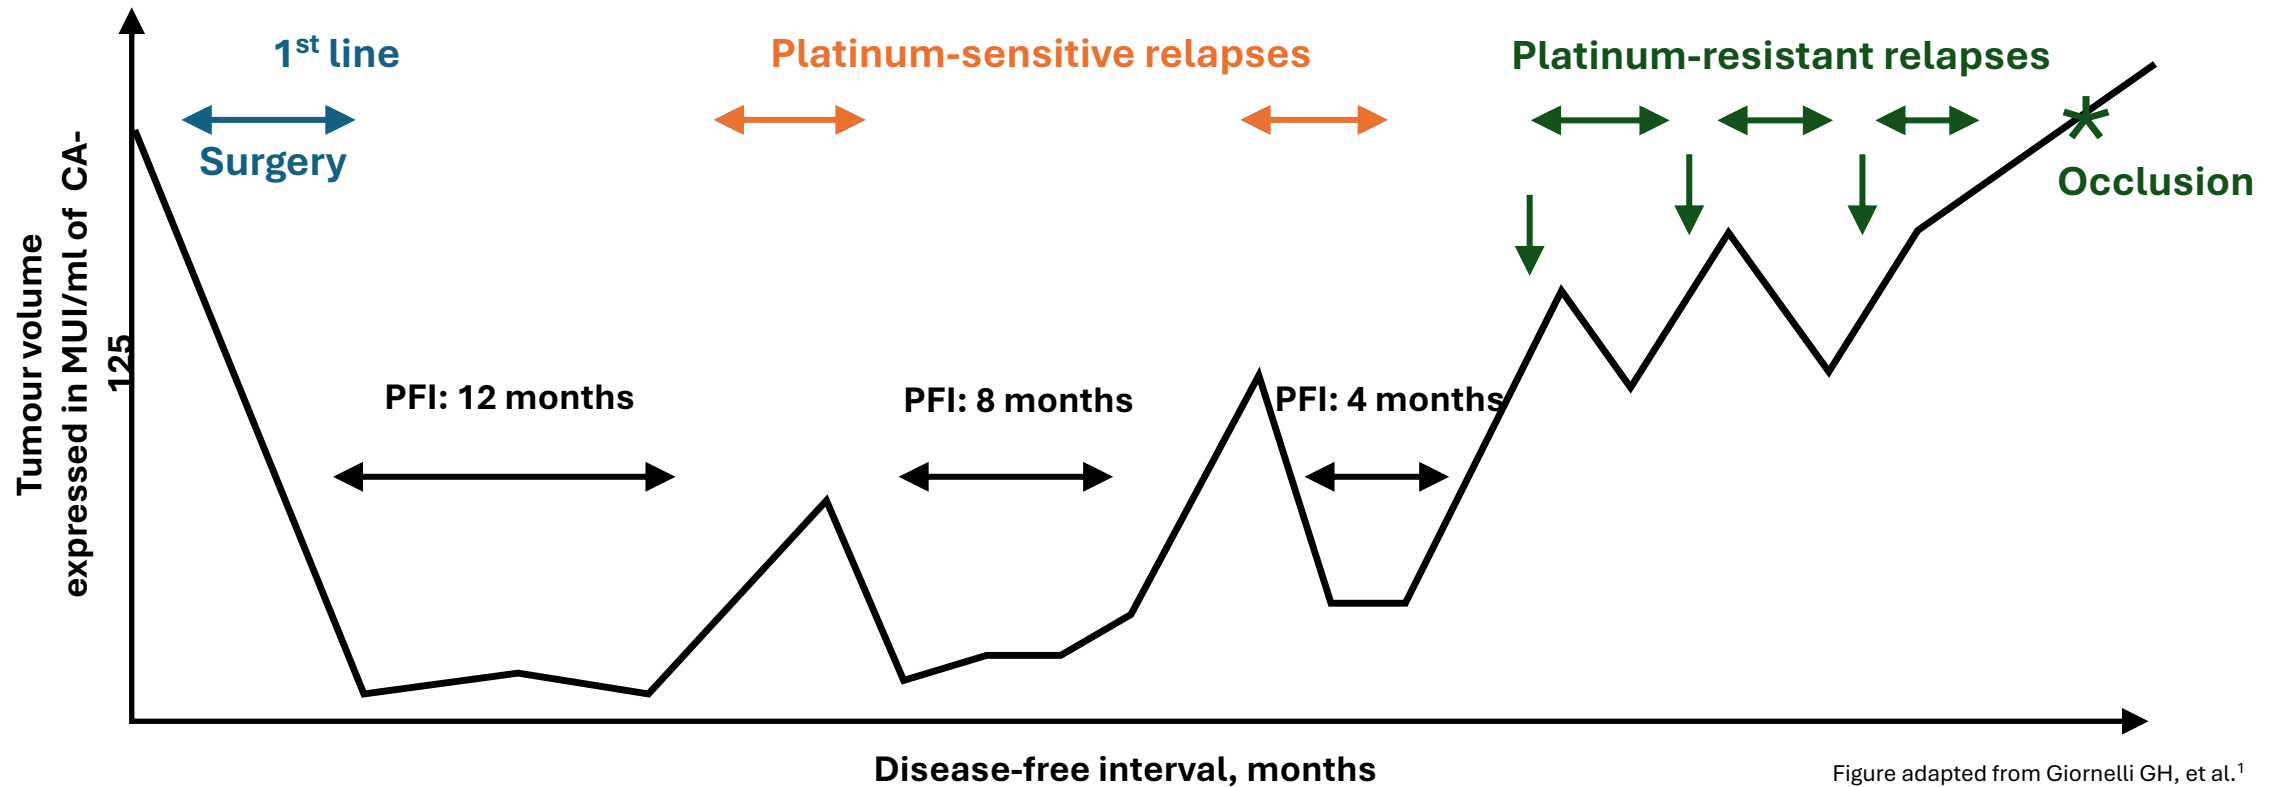 1st line
Platinum-sensitive relapses
Platinum-resistant relapses
Surgery
Occlusion
Tumour volume
expressed in MUI/ml of CA-
125
PFI: 12 months
PFI: 8 months
PFI: 4 months
Disease-free interval, months
Figure adapted from Giornelli GH, et al.¹